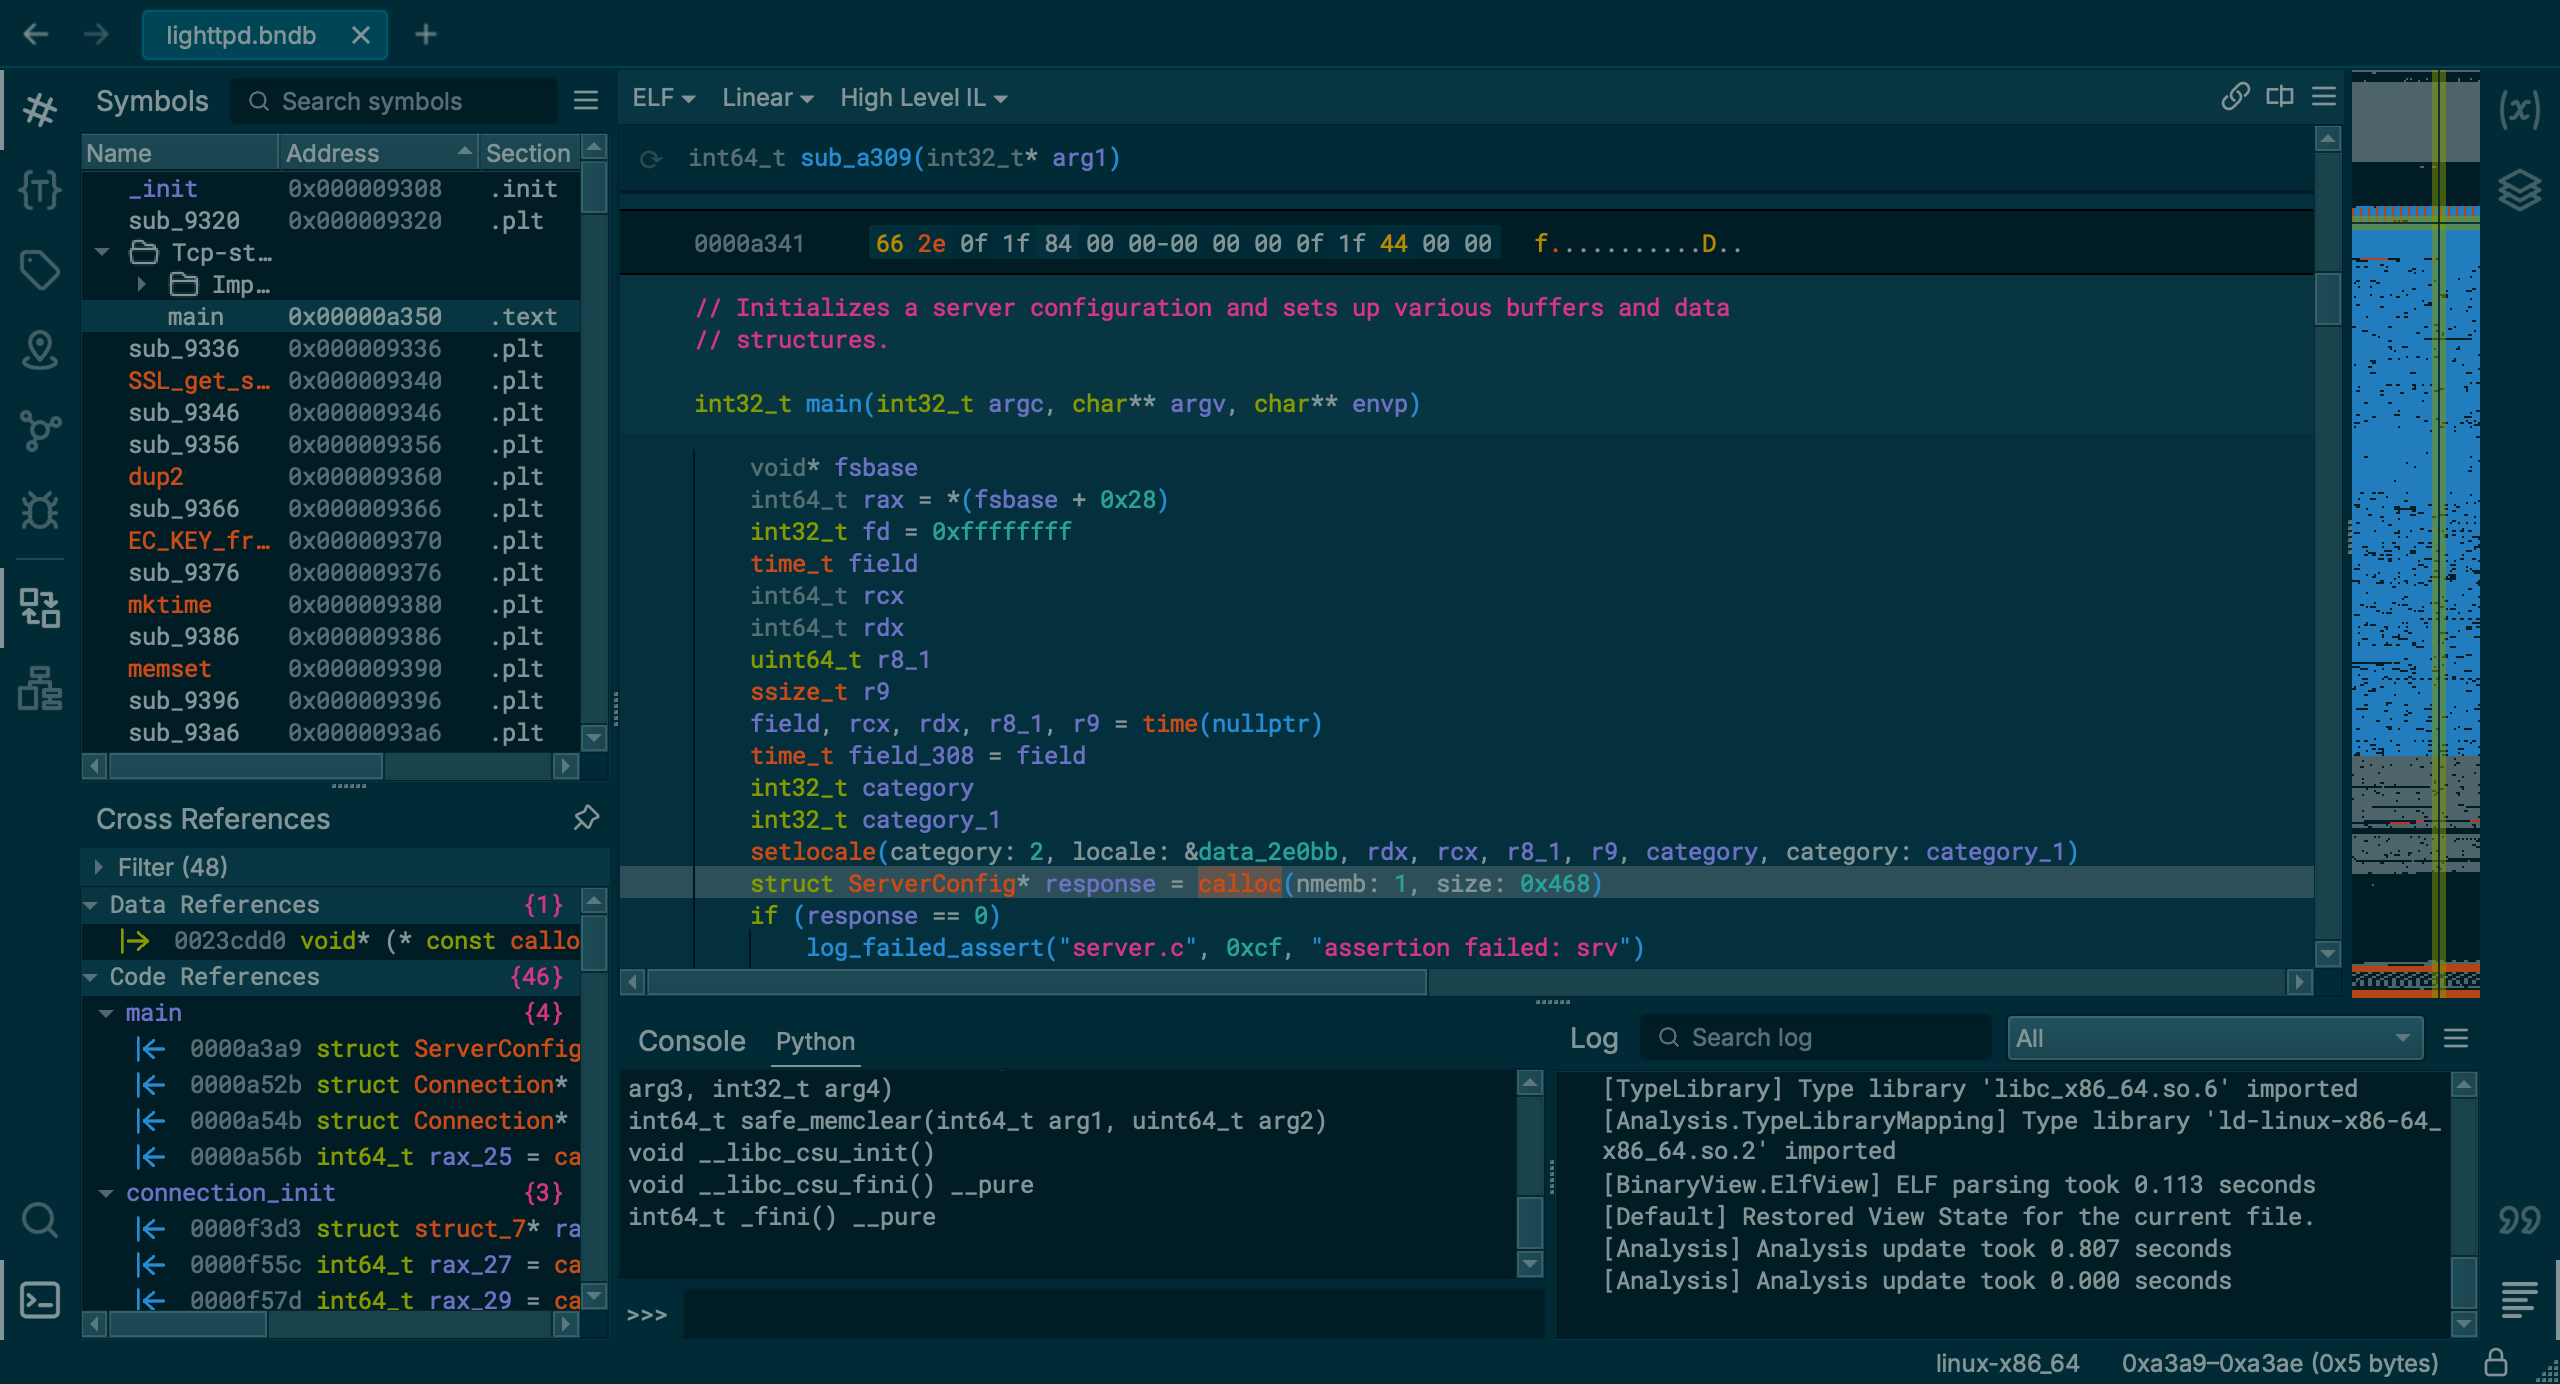 lighttpd.bndb
Symbols
Search symbols
Name Address Section
_init 0x000009308 .init
sub_9320 0x000009320 .plt
Tcp-st…
Imp…
main 0x00000a350 .text
sub_9336 0x000009336 .plt
SSL_get_s… 0x000009340 .plt
sub_9346 0x000009346 .plt
sub_9356 0x000009356 .plt
dup2 0x000009360 .plt
sub_9366 0x000009366 .plt
EC_KEY_fr… 0x000009370 .plt
sub_9376 0x000009376 .plt
mktime 0x000009380 .plt
sub_9386 0x000009386 .plt
memset 0x000009390 .plt
sub_9396 0x000009396 .plt
sub_93a6 0x0000093a6 .plt
Cross References
Filter (48)
Data References {1}
0023cdd0 void* (* const callo
Code References {46}
main {4}
0000a3a9 struct ServerConfig
0000a52b struct Connection*
0000a54b struct Connection*
0000a56b int64_t rax_25 = ca
connection_init {3}
0000f3d3 struct struct_7* ra
0000f55c int64_t rax_27 = ca
0000f57d int64_t rax_29 = ca
ELF Linear High Level IL
int64_t sub_a309(int32_t* arg1)
0000a341 66 2e 0f 1f 84 00 00-00 00 00 0f 1f 44 00 00 f...........D..
// Initializes a server configuration and sets up various buffers and data
// structures.
int32_t main(int32_t argc, char** argv, char** envp)
void* fsbase
int64_t rax = *(fsbase + 0x28)
int32_t fd = 0xffffffff
time_t field
int64_t rcx
int64_t rdx
uint64_t r8_1
ssize_t r9
field, rcx, rdx, r8_1, r9 = time(nullptr)
time_t field_308 = field
int32_t category
int32_t category_1
setlocale(category: 2, locale: &data_2e0bb, rdx, rcx, r8_1, r9, category, category: category_1)
struct ServerConfig* response = calloc(nmemb: 1, size: 0x468)
if (response == 0)
log_failed_assert("server.c", 0xcf, "assertion failed: srv")
Console Python
arg3, int32_t arg4)
int64_t safe_memclear(int64_t arg1, uint64_t arg2)
void __libc_csu_init()
void __libc_csu_fini() __pure
int64_t _fini() __pure
>>>
Log
Search log
All
[TypeLibrary] Type library 'libc_x86_64.so.6' imported
[Analysis.TypeLibraryMapping] Type library 'ld-linux-x86-64_
x86_64.so.2' imported
[BinaryView.ElfView] ELF parsing took 0.113 seconds
[Default] Restored View State for the current file.
[Analysis] Analysis update took 0.807 seconds
[Analysis] Analysis update took 0.000 seconds
linux-x86_64 0xa3a9–0xa3ae (0x5 bytes)